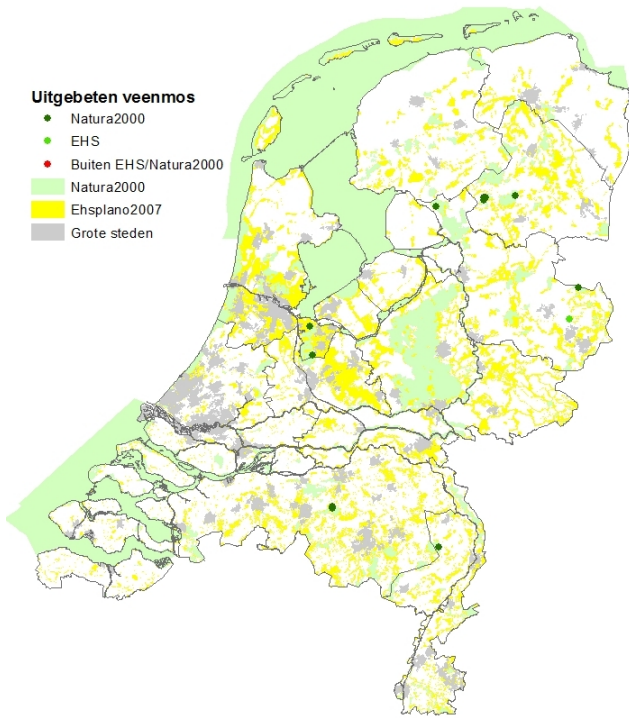 Uitgebeten veenmos
Natura2000
EHS
Buiten EHS/Natura2000
Natura2000
Ehsplano2007
Grote steden